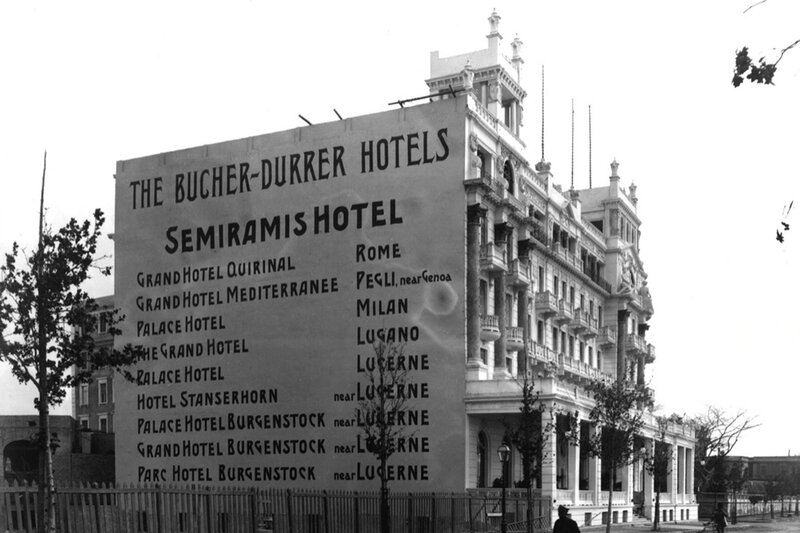 THE BUCHER-DURRER HOTELS
SEMIRAMIS HOTEL
GRAND HOTEL QUIRINAL ROME
GRAND HOTEL MEDITERRANEE PEGLI, near Genoa
PALACE HOTEL MILAN
THE GRAND HOTEL LUGANO
PALACE HOTEL LUCERNE
HOTEL STANSERHORN near LUCERNE
PALACE HOTEL BURGENSTOCK near LUCERNE
GRAND HOTEL BURGENSTOCK near LUCERNE
PARC HOTEL BURGENSTOCK near LUCERNE